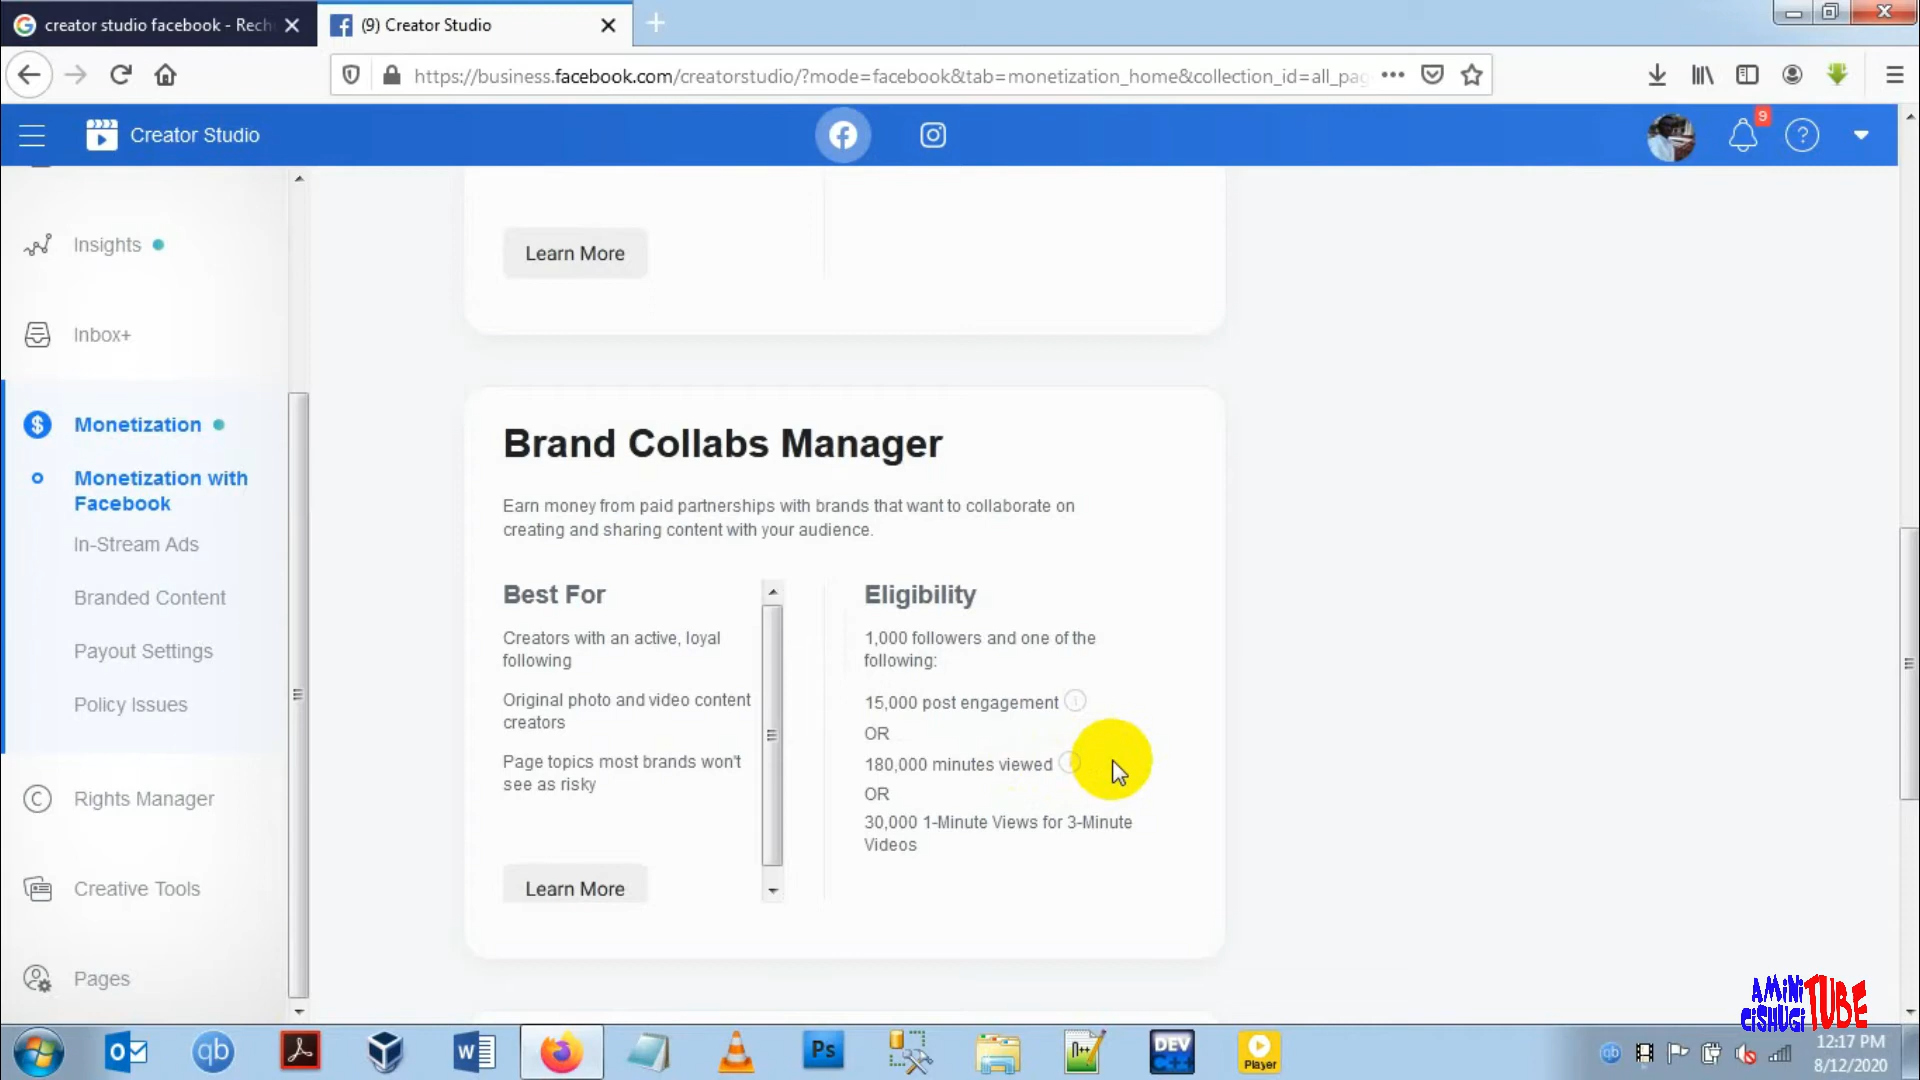 creator studio facebook - Rech
(9) Creator Studio
https://business.facebook.com/creatorstudio/?mode=facebook&tab=monetization_home&collection_id=all_pag
Creator Studio
9
Insights
Inbox+
Monetization
Monetization with
Facebook
In-Stream Ads
Branded Content
Payout Settings
Policy Issues
Rights Manager
Creative Tools
Pages
Learn More
Brand Collabs Manager
Earn money from paid partnerships with brands that want to collaborate on
creating and sharing content with your audience.
Best For
Creators with an active, loyal
following
Original photo and video content
creators
Page topics most brands won't
see as risky
Learn More
Eligibility
1,000 followers and one of the
following:
15,000 post engagement
OR
180,000 minutes viewed
OR
30,000 1-Minute Views for 3-Minute
Videos
AMiNi
CiSHUGi
TUBE
qb
W
Ps
n++
DEV
C++
Player
12:17 PM
8/12/2020